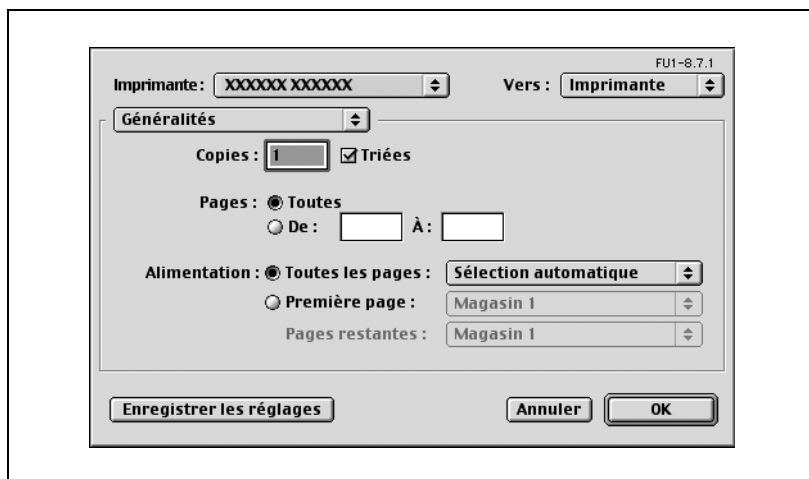 FU1-8.7.1
Imprimante : XXXXXX XXXXXX Vers : Imprimante
Généralités
Copies : 1 Triées
Pages : Toutes
De : À :
Alimentation : Toutes les pages : Sélection automatique
Première page : Magasin 1
Pages restantes : Magasin 1
Enregistrer les réglages Annuler OK